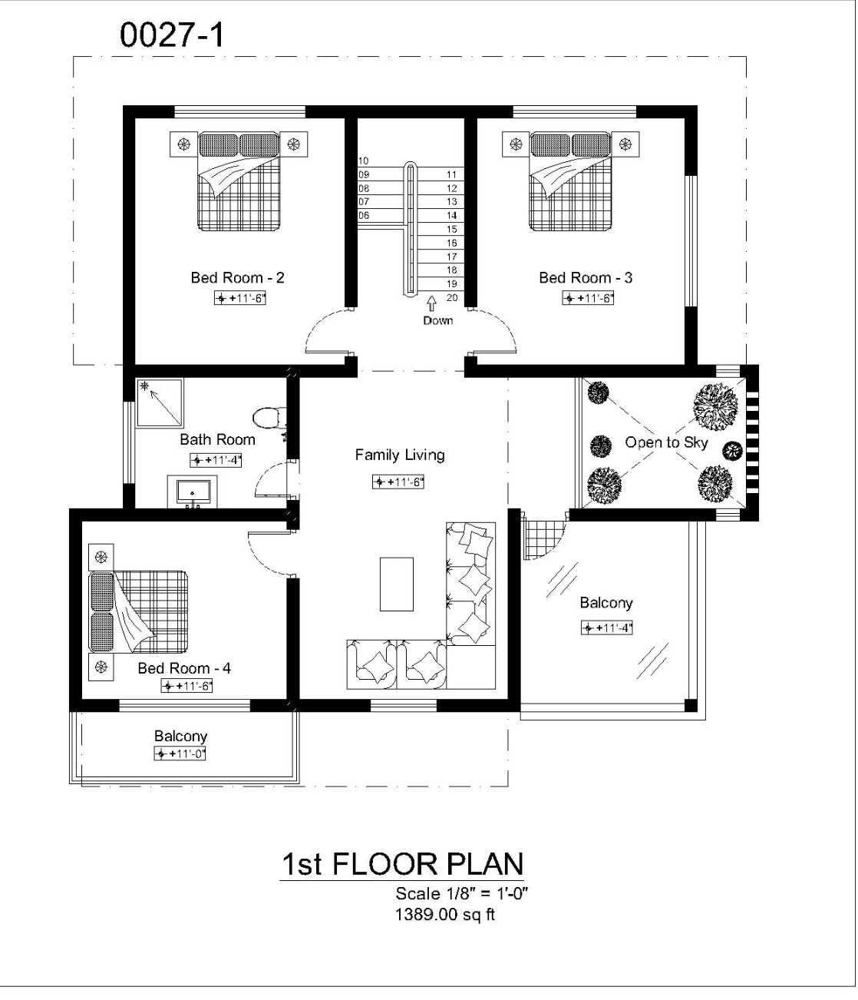 0027-1
10
09
08
07
06
11
12
13
14
15
16
17
18
19
20
Down
Bed Room - 2
+11'-6"
Bed Room - 3
+11'-6"
Bath Room
+11'-4"
Family Living
+11'-6"
Open to Sky
Balcony
+11'-4"
Bed Room - 4
+11'-6"
Balcony
+11'-0"
1st FLOOR PLAN
Scale 1/8" = 1'-0"
1389.00 sq ft